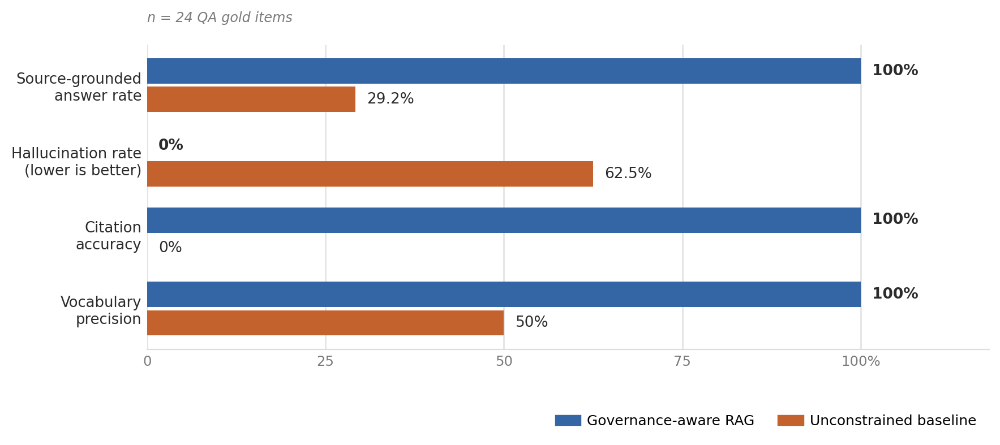 n = 24 QA gold items
Source-grounded
answer rate
100%
29.2%
Hallucination rate
(lower is better)
0%
62.5%
Citation
accuracy
100%
0%
Vocabulary
precision
100%
50%
0 25 50 75 100%
Governance-aware RAG Unconstrained baseline